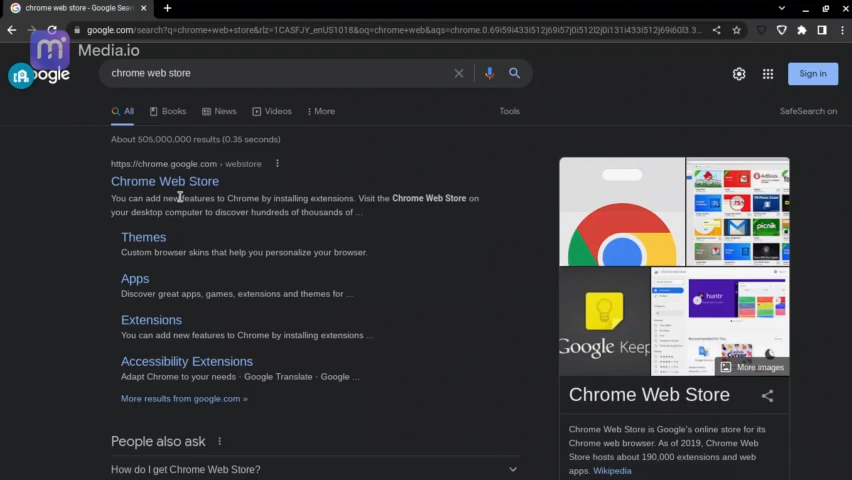 chrome web store - Google Sear
google.com/search?q=chrome+web+store&rlz=1CASFJY_enUS1018&oq=chrome+web&aqs=chrome.0.69i59i433i512j69i57j0i512l2j0i131i433i512j69i60l3.3...
Media.io
Google
chrome web store
Sign in
All
Books
News
Videos
More
Tools
SafeSearch on
About 505,000,000 results (0.35 seconds)
https://chrome.google.com › webstore
Chrome Web Store
You can add new features to Chrome by installing extensions. Visit the Chrome Web Store on
your desktop computer to discover hundreds of thousands of ...
Themes
Custom browser skins that help you personalize your browser.
Apps
Discover great apps, games, extensions and themes for ...
Extensions
You can add new features to Chrome by installing extensions ...
Accessibility Extensions
Adapt Chrome to your needs · Google Translate · Google ...
More results from google.com »
People also ask
How do I get Chrome Web Store?
picnik
Google Keep
huntr
More images
Chrome Web Store
Chrome Web Store is Google's online store for its
Chrome web browser. As of 2019, Chrome Web
Store hosts about 190,000 extensions and web
apps. Wikipedia